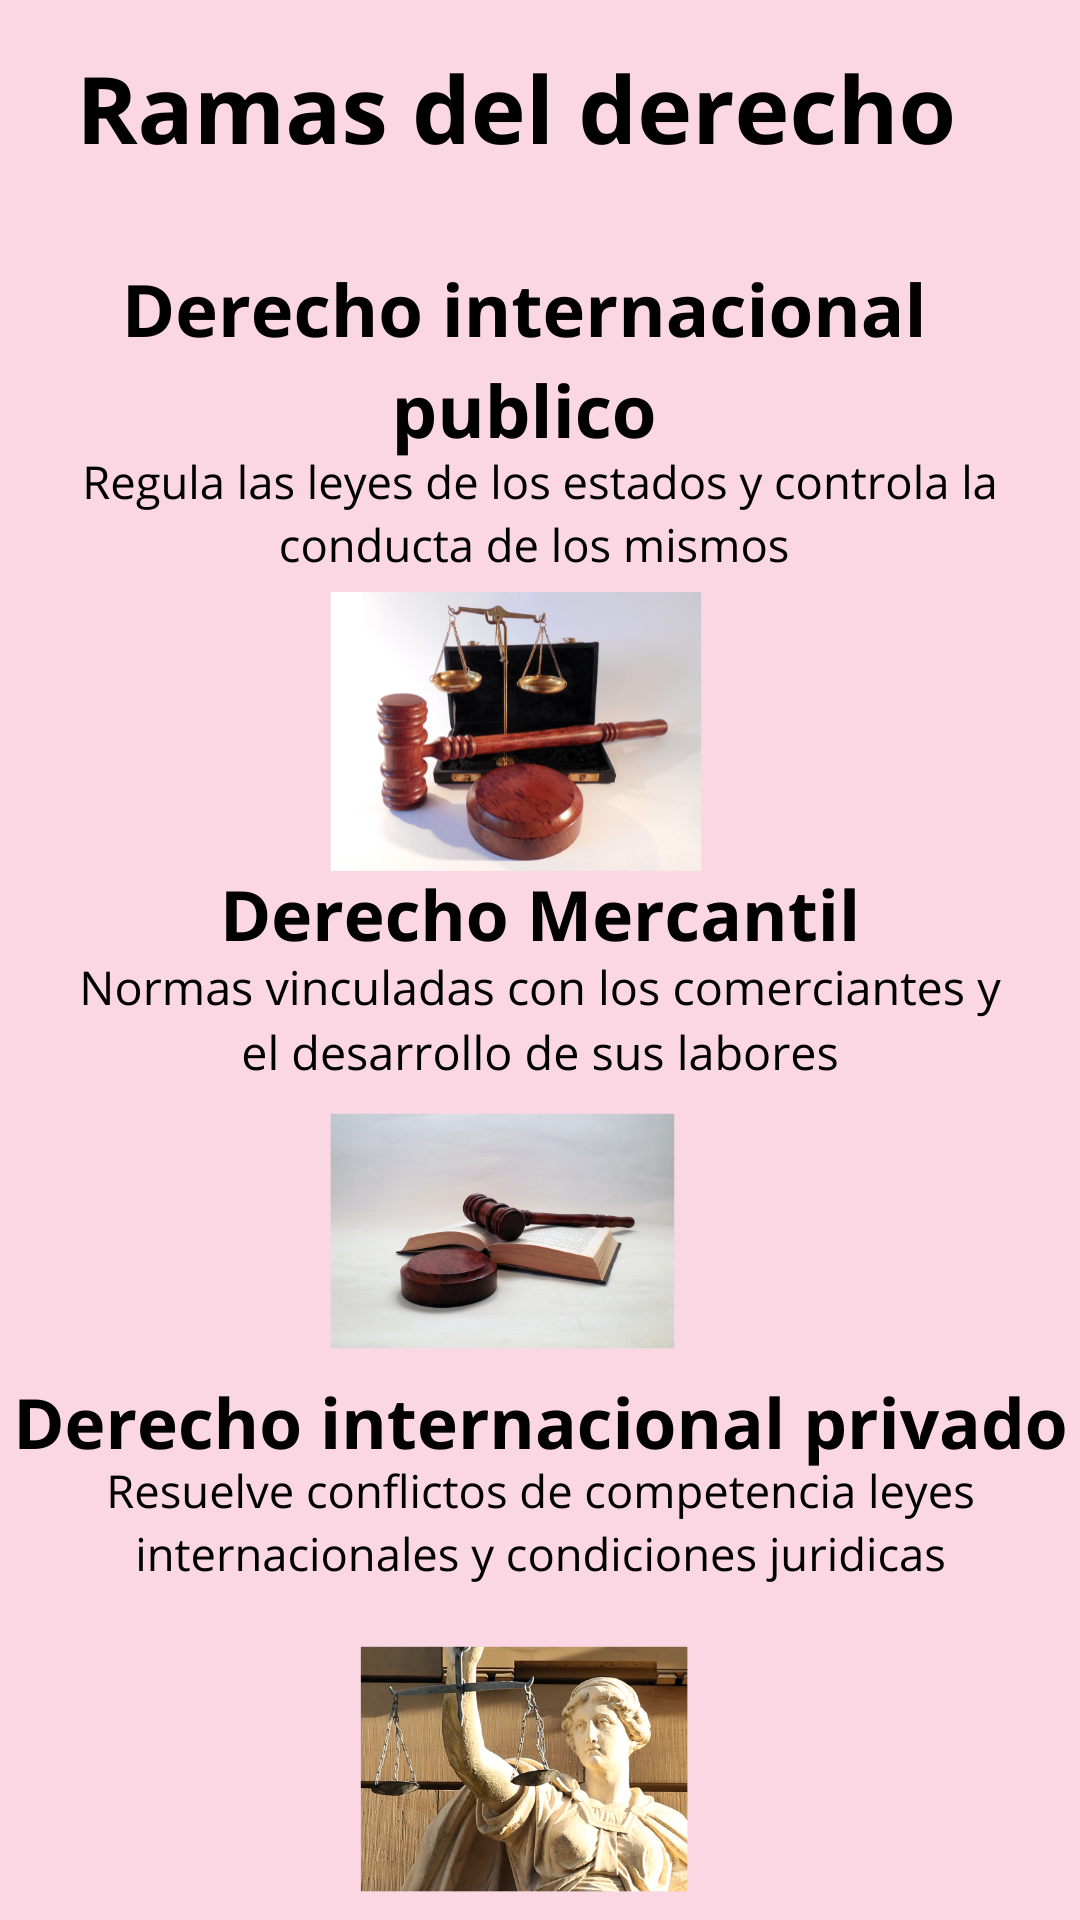 Ramas del derecho
Derecho internacional
publico
Regula las leyes de los estados y controla la
conducta de los mismos
Derecho Mercantil
Normas vinculadas con los comerciantes y
el desarrollo de sus labores
Derecho internacional privado
Resuelve conflictos de competencia leyes
internacionales y condiciones juridicas